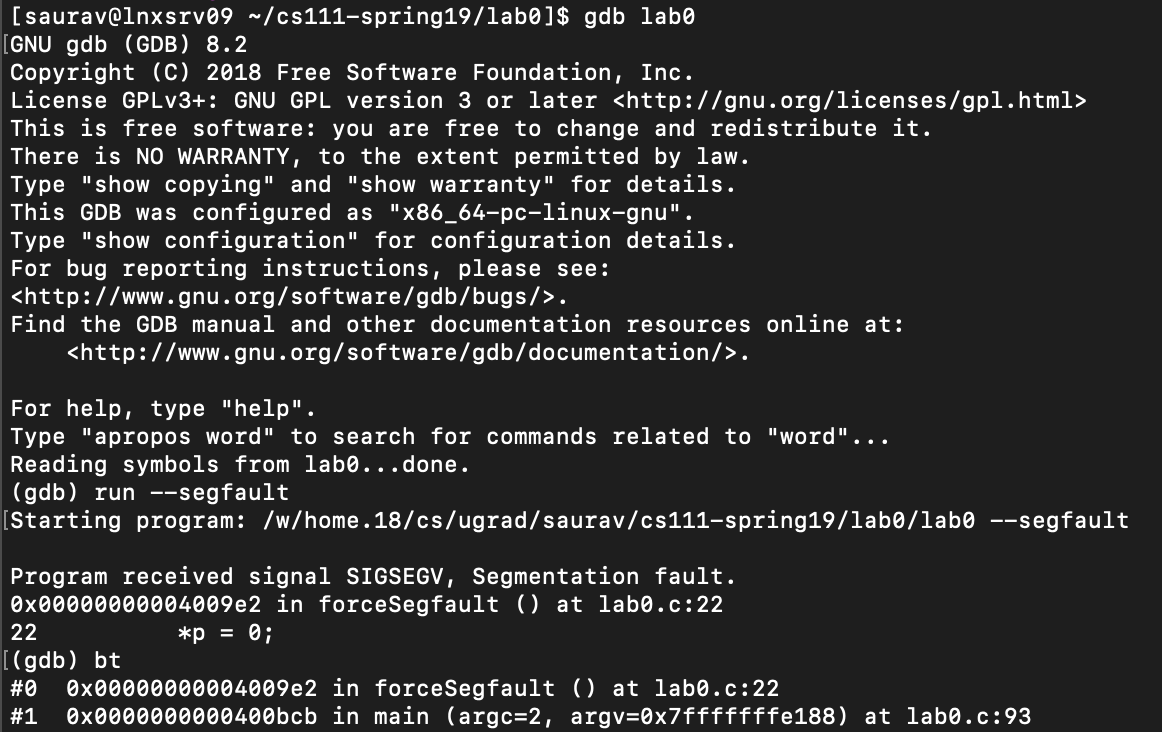 [saurav@lnxsrv09 ~/cs111-spring19/lab0]$ gdb lab0
GNU gdb (GDB) 8.2
Copyright (C) 2018 Free Software Foundation, Inc.
License GPLv3+: GNU GPL version 3 or later <http://gnu.org/licenses/gpl.html>
This is free software: you are free to change and redistribute it.
There is NO WARRANTY, to the extent permitted by law.
Type "show copying" and "show warranty" for details.
This GDB was configured as "x86_64-pc-linux-gnu".
Type "show configuration" for configuration details.
For bug reporting instructions, please see:
<http://www.gnu.org/software/gdb/bugs/>.
Find the GDB manual and other documentation resources online at:
    <http://www.gnu.org/software/gdb/documentation/>.

For help, type "help".
Type "apropos word" to search for commands related to "word"...
Reading symbols from lab0...done.
(gdb) run --segfault
Starting program: /w/home.18/cs/ugrad/saurav/cs111-spring19/lab0/lab0 --segfault

Program received signal SIGSEGV, Segmentation fault.
0x00000000004009e2 in forceSegfault () at lab0.c:22
22          *p = 0;
(gdb) bt
#0  0x00000000004009e2 in forceSegfault () at lab0.c:22
#1  0x0000000000400bcb in main (argc=2, argv=0x7fffffffe188) at lab0.c:93